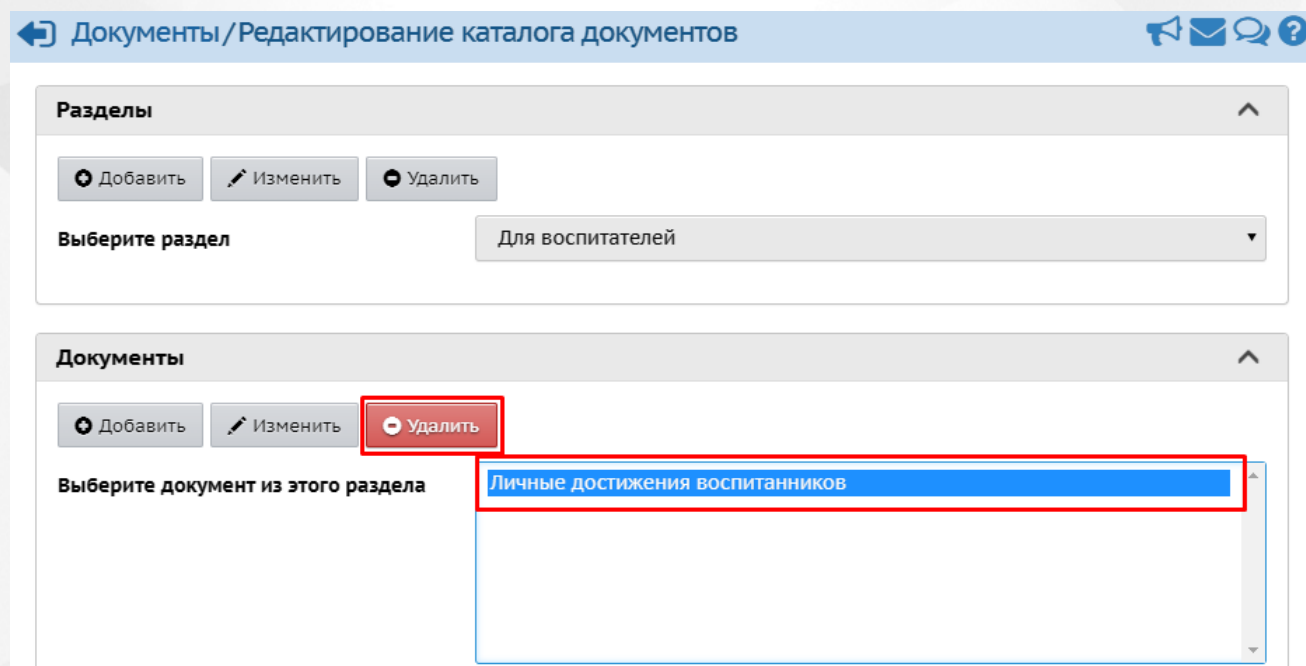 Документы/Редактирование каталога документов
Разделы
Добавить Изменить Удалить
Выберите раздел Для воспитателей
Документы
Добавить Изменить Удалить
Выберите документ из этого раздела Личные достижения воспитанников